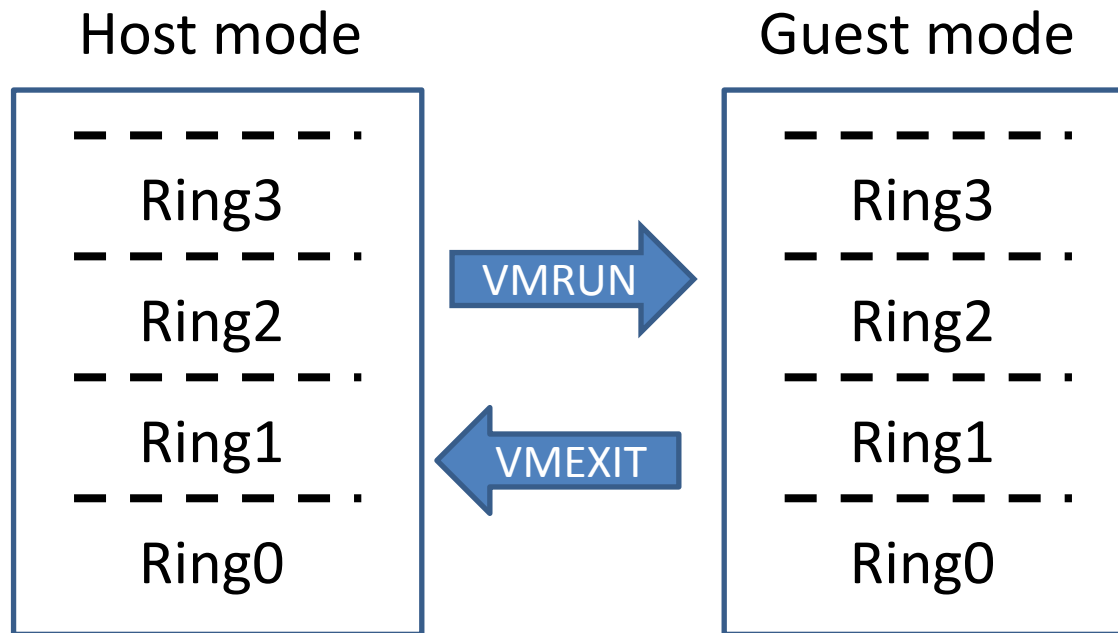 Host mode
Guest mode
Ring3
Ring2
Ring1
Ring0
VMRUN
VMEXIT
Ring3
Ring2
Ring1
Ring0